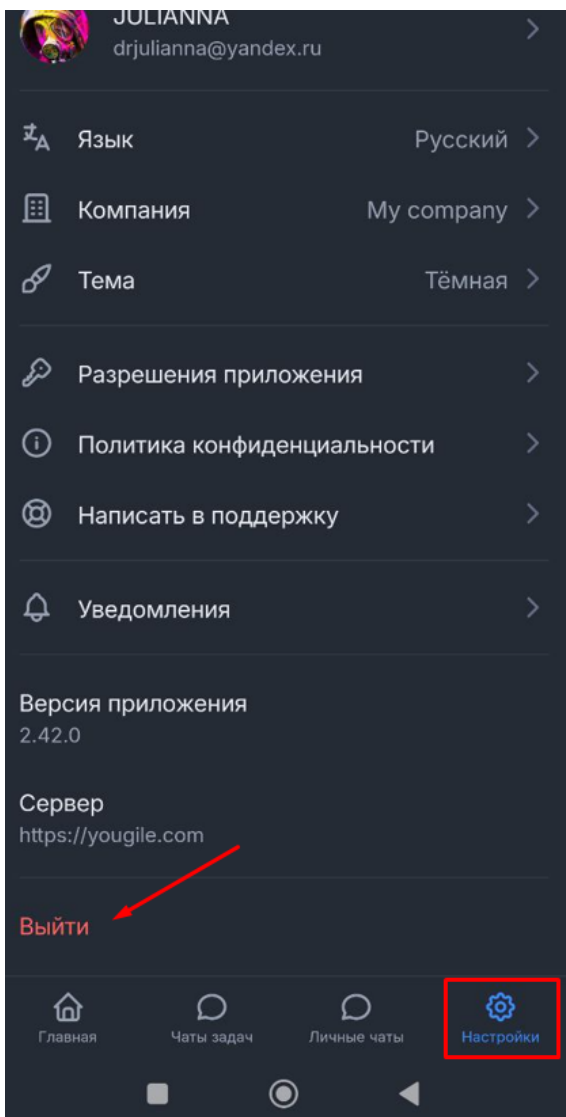 JULIANNA
drjulianna@yandex.ru
Язык Русский
Компания My company
Тема Тёмная
Разрешения приложения
Политика конфиденциальности
Написать в поддержку
Уведомления
Версия приложения
2.42.0
Сервер
https://yougile.com
Выйти
Главная Чаты задач Личные чаты Настройки